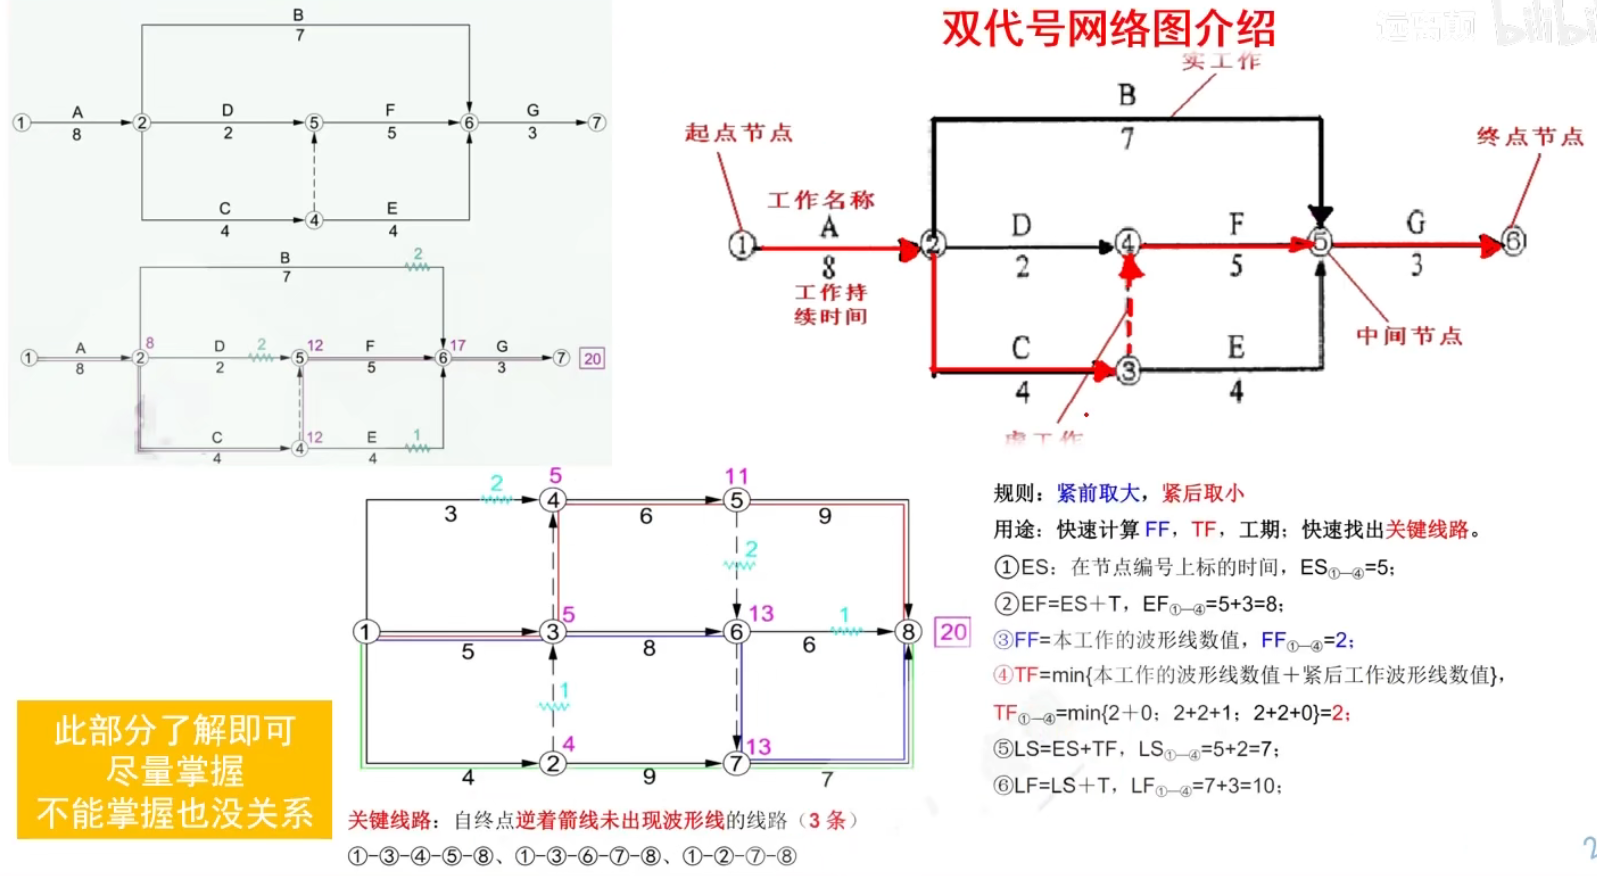 双代号网络图介绍
B
7
① A 8 ② D 2 ⑤ F 5 ⑥ G 3 ⑦
C
4
④
E
4
B
7
2
① A 8 8 ② D 2 2 12 ⑤ F 5 17 ⑥ G 3 ⑦ 20
C
4
12
④
E
4
1
实工作
B
7
起点节点
终点节点
工作名称
① A 8 ② D 2 ④ F 5 ⑤ G 3 ⑥
工作持
续时间
中间节点
C
4
③
E
4
虚工作
3 2 5 ④ 6 11 ⑤ 9
2
① 5 5 ③ 8 13 ⑥ 6 1 ⑧ 20
1
4 4 ② 9 13 ⑦ 7
关键线路：自终点逆着箭线未出现波形线的线路（3 条）
①-③-④-⑤-⑧、①-③-⑥-⑦-⑧、①-②-⑦-⑧
规则：紧前取大，紧后取小
用途：快速计算 FF，TF，工期；快速找出关键线路。
①ES：在节点编号上标的时间，ES①—④=5；
②EF=ES＋T，EF①—④=5+3=8；
③FF=本工作的波形线数值，FF①—④=2；
④TF=min{本工作的波形线数值＋紧后工作波形线数值}，
TF①—④=min{2＋0；2+2+1；2+2+0}=2；
⑤LS=ES+TF，LS①—④=5+2=7；
⑥LF=LS＋T，LF①—④=7+3=10；
此部分了解即可
尽量掌握
不能掌握也没关系
bilibili
2